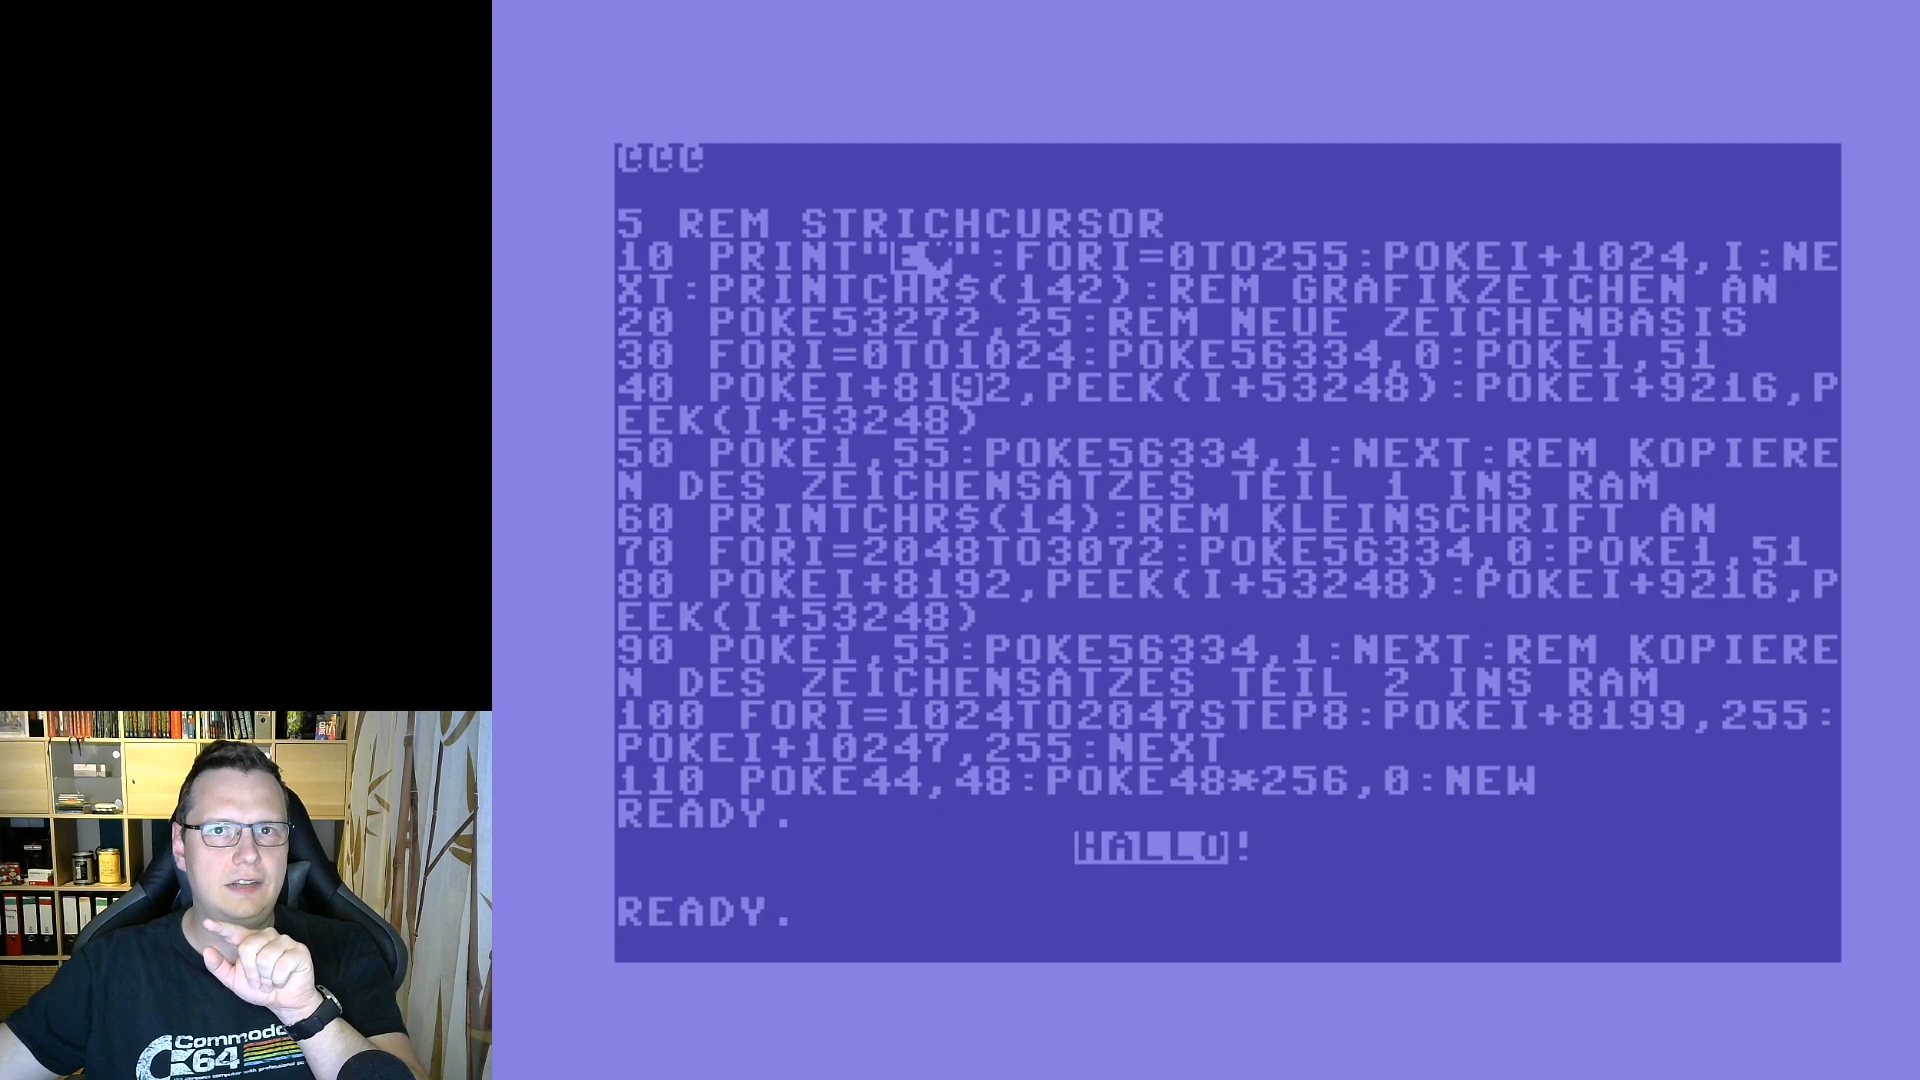 @@@
5 REM STRICHCURSOR
10 PRINT"E♥":FORI=0TO255:POKEI+1024,I:NE
XT:PRINTCHR$(142):REM GRAFIKZEICHEN AN
20 POKE53272,25:REM NEUE ZEICHENBASIS
30 FORI=0TO1024:POKE56334,0:POKE1,51
40 POKEI+8192,PEEK(I+53248):POKEI+9216,P
EEK(I+53248)
50 POKE1,55:POKE56334,1:NEXT:REM KOPIERE
N DES ZEICHENSATZES TEIL 1 INS RAM
60 PRINTCHR$(14):REM KLEINSCHRIFT AN
70 FORI=2048TO3072:POKE56334,0:POKE1,51
80 POKEI+8192,PEEK(I+53248):POKEI+9216,P
EEK(I+53248)
90 POKE1,55:POKE56334,1:NEXT:REM KOPIERE
N DES ZEICHENSATZES TEIL 2 INS RAM
100 FORI=1024TO2047STEP8:POKEI+8199,255:
POKEI+10247,255:NEXT
110 POKE44,48:POKE48*256,0:NEW
READY.
HALLO!
READY.
Commodo
64